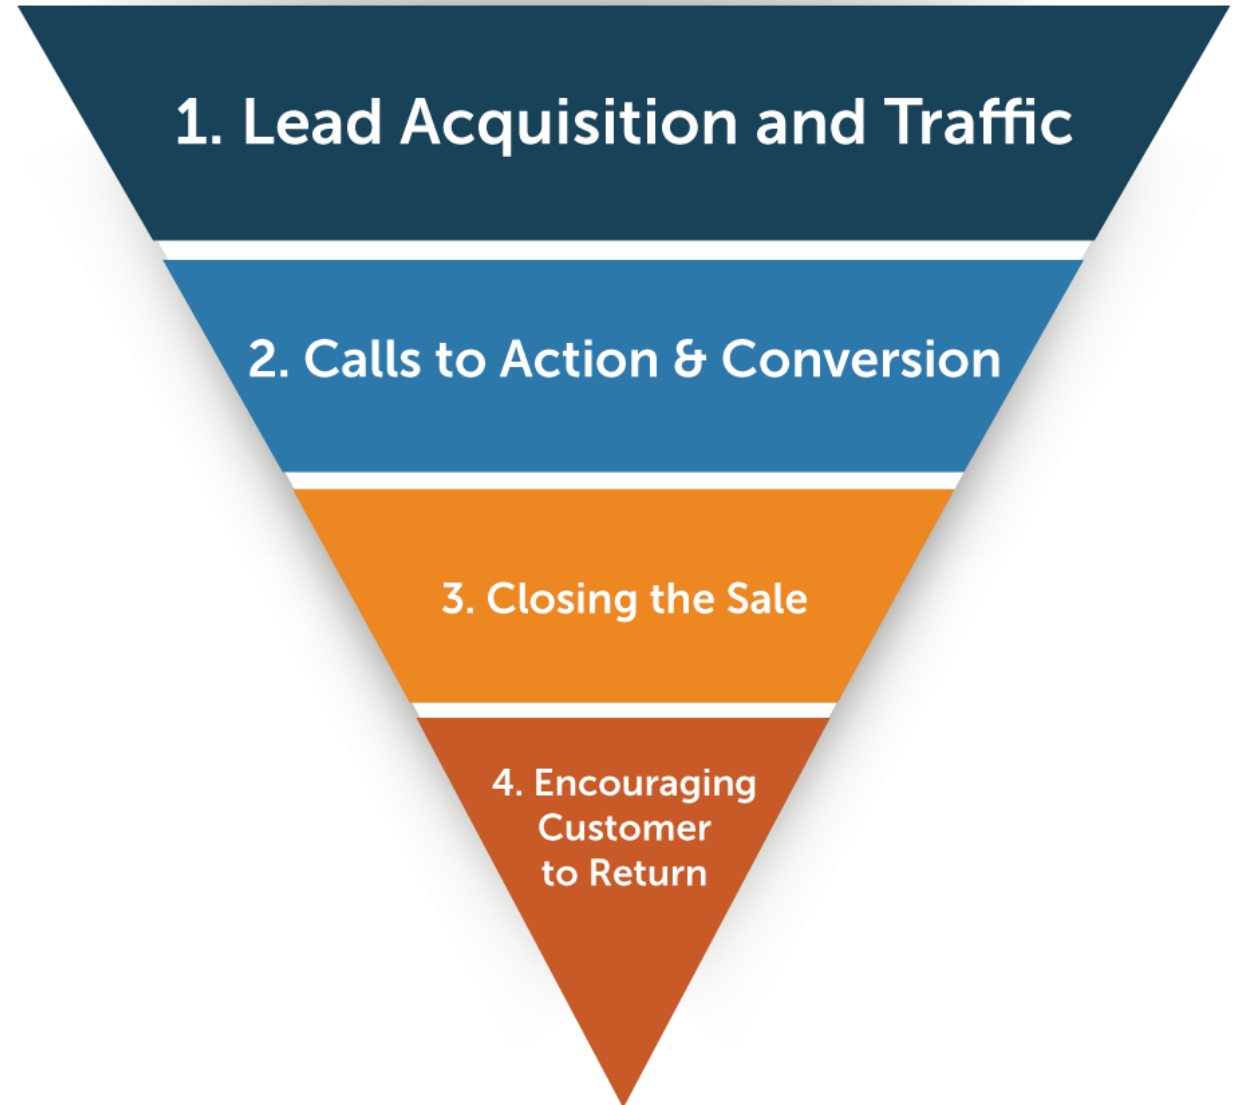 1. Lead Acquisition and Traffic
2. Calls to Action & Conversion
3. Closing the Sale
4. Encouraging
Customer
to Return